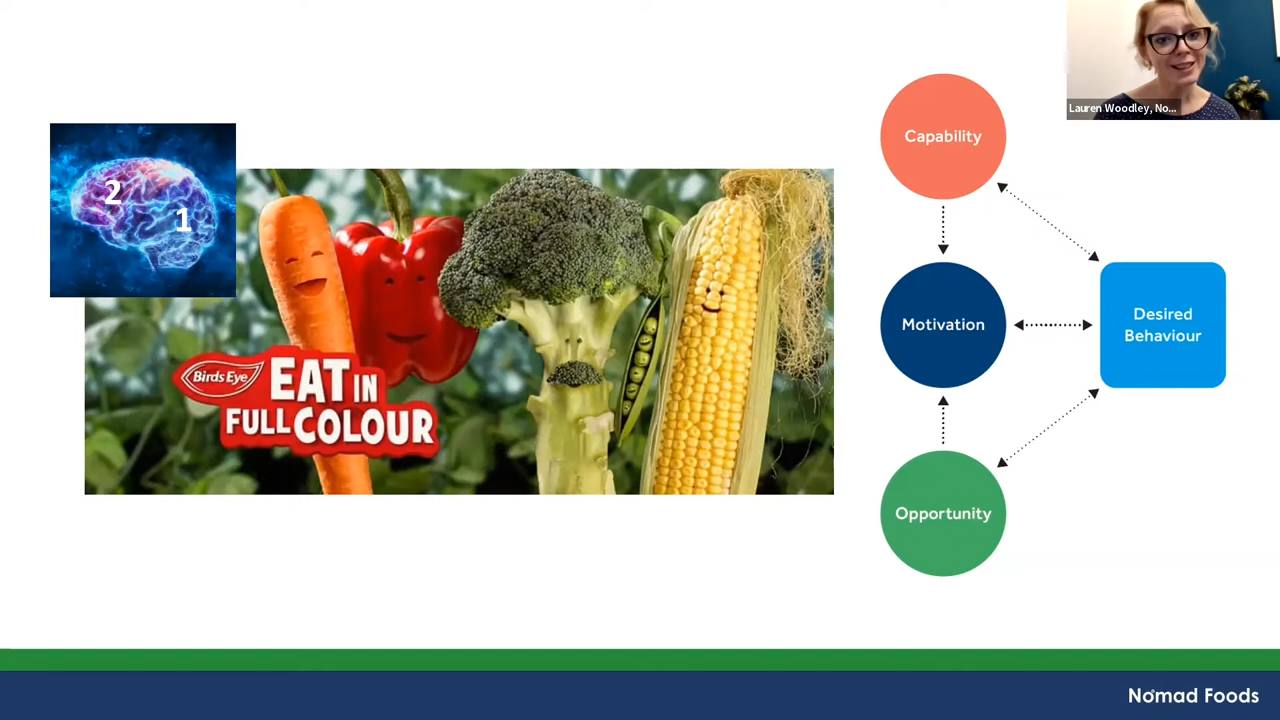 Lauren Woodley, No...
2
1
Birds Eye
EAT IN
FULL COLOUR
Capability
Motivation
Desired
Behaviour
Opportunity
Nomad Foods